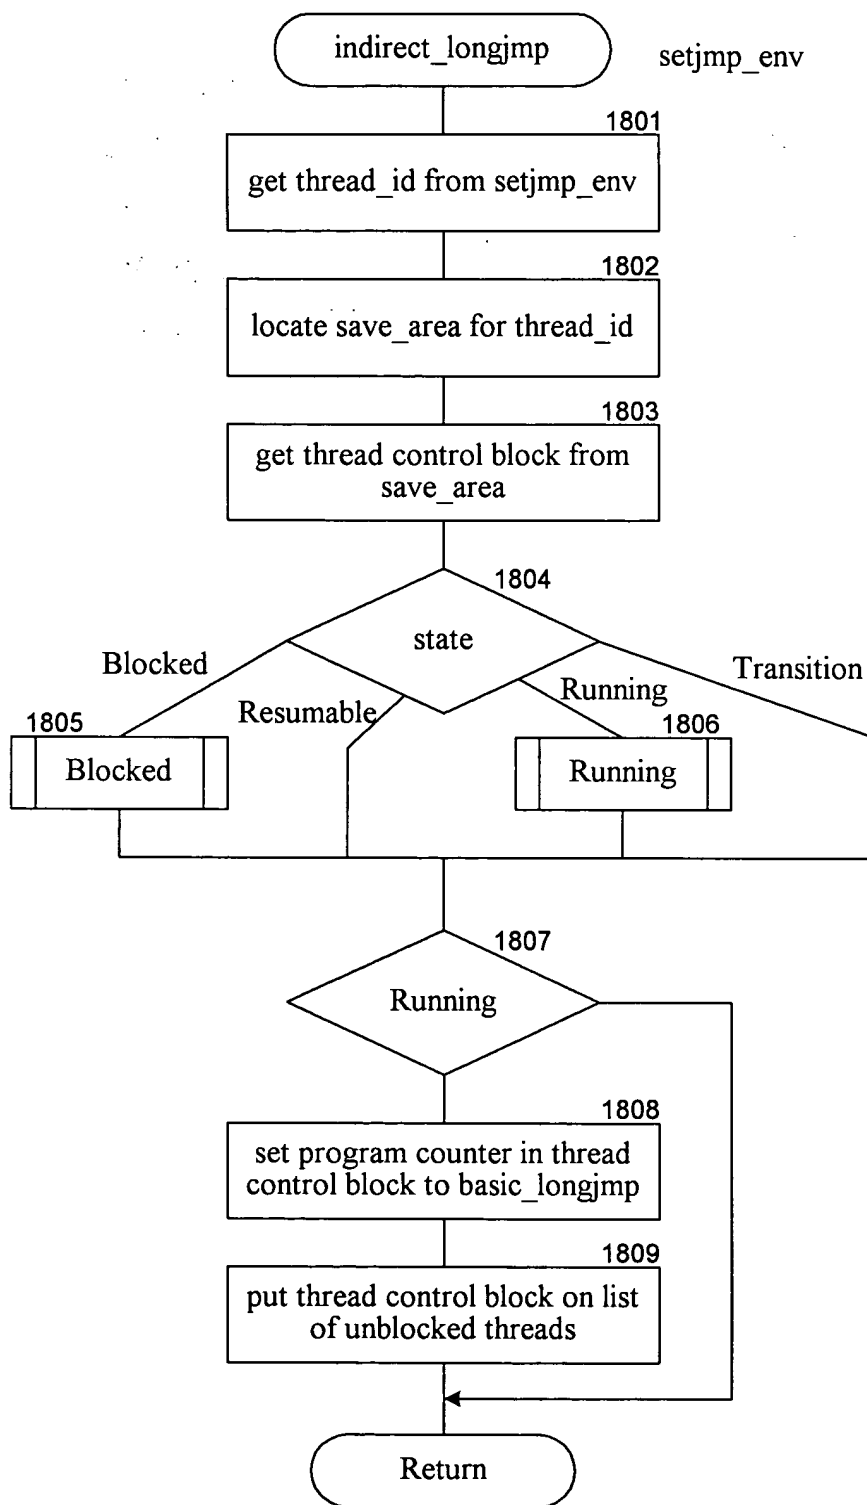 indirect_longjmp
setjmp_env
1801
get thread_id from setjmp_env
1802
locate save_area for thread_id
1803
get thread control block from
save_area
1804
state
Blocked
Resumable
Running
Transition
1805
Blocked
1806
Running
1807
Running
1808
set program counter in thread
control block to basic_longjmp
1809
put thread control block on list
of unblocked threads
Return